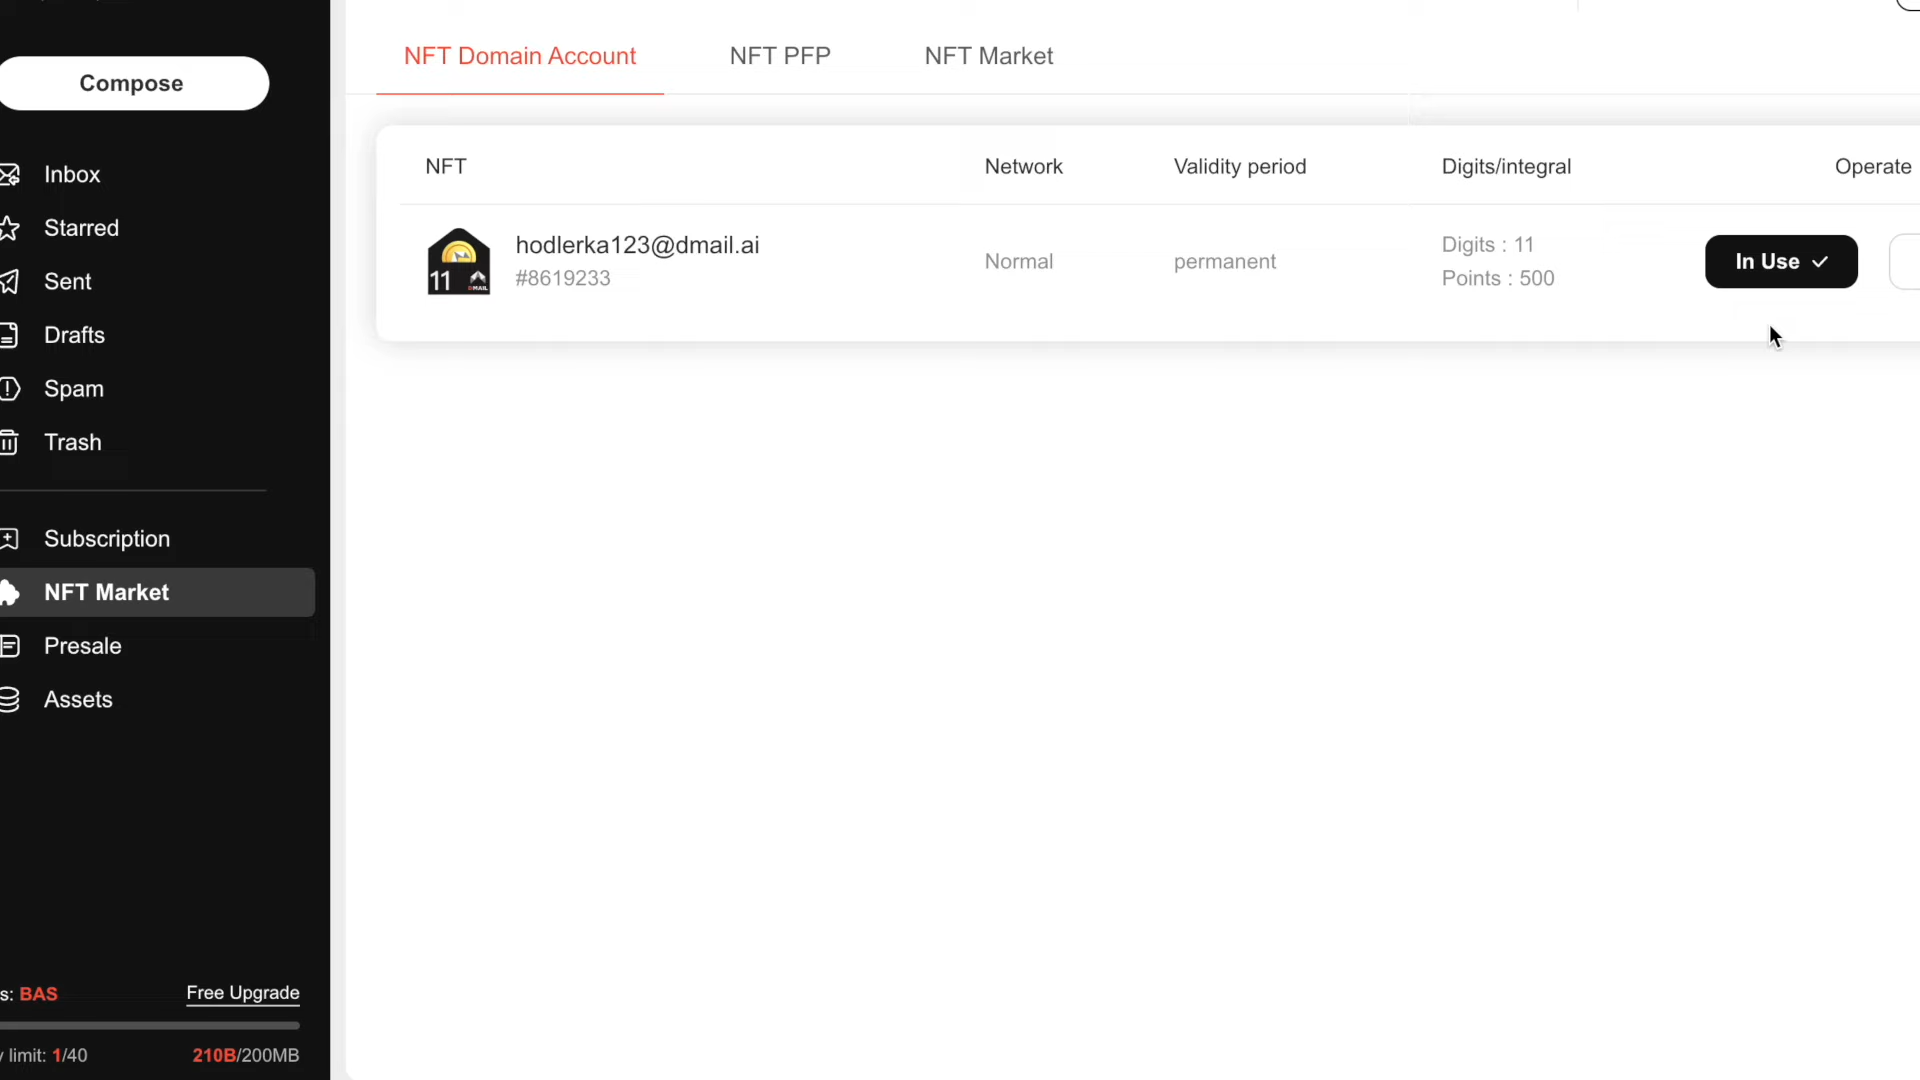 Compose
Inbox
Starred
Sent
Drafts
Spam
Trash
Subscription
NFT Market
Presale
Assets
s: BAS
Free Upgrade
y limit: 1/40
210B/200MB
NFT Domain Account
NFT PFP
NFT Market
NFT
Network
Validity period
Digits/integral
Operate
11
DMAIL
hodlerka123@dmail.ai
#8619233
Normal
permanent
Digits : 11
Points : 500
In Use